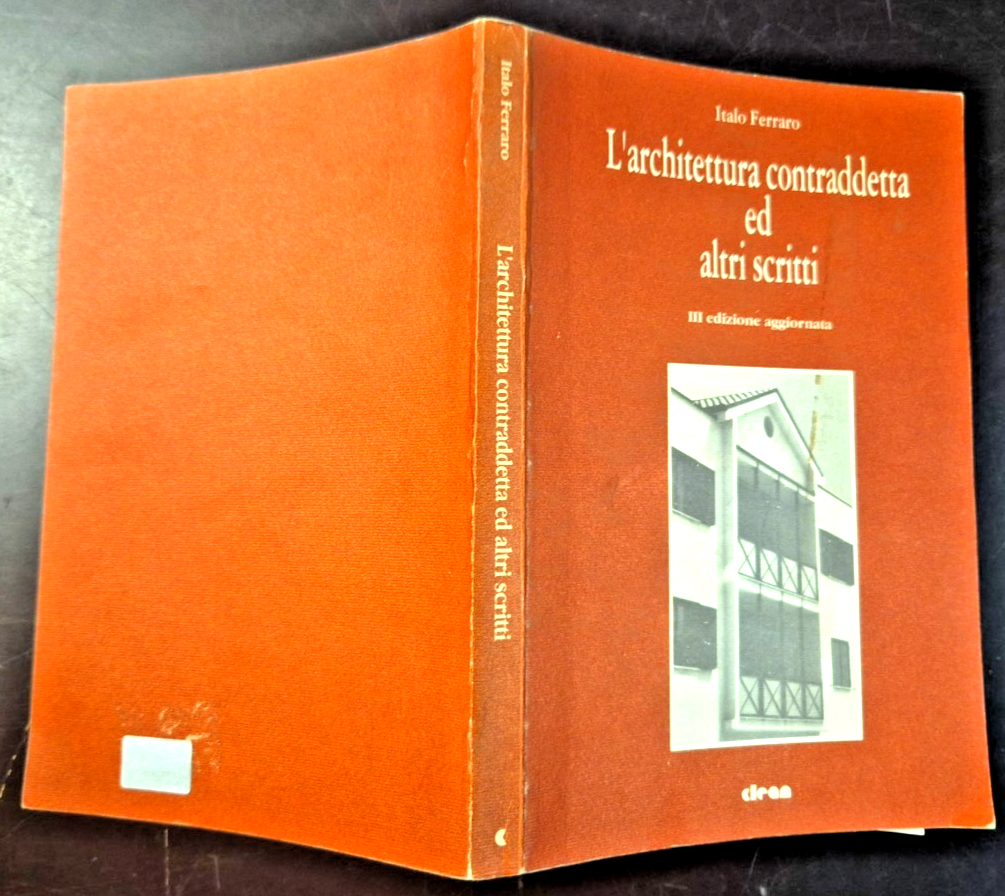 Italo Ferraro
L'architettura contraddetta
ed
altri scritti
III edizione aggiornata
clean
Italo Ferraro
L'architettura contraddetta ed altri scritti